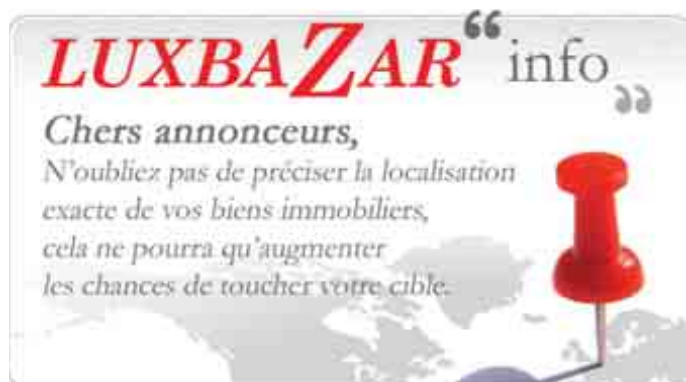 LUXBAZAR “info”
Chers annonceurs,
N'oubliez pas de préciser la localisation
exacte de vos biens immobiliers,
cela ne pourra qu'augmenter
les chances de toucher votre cible.